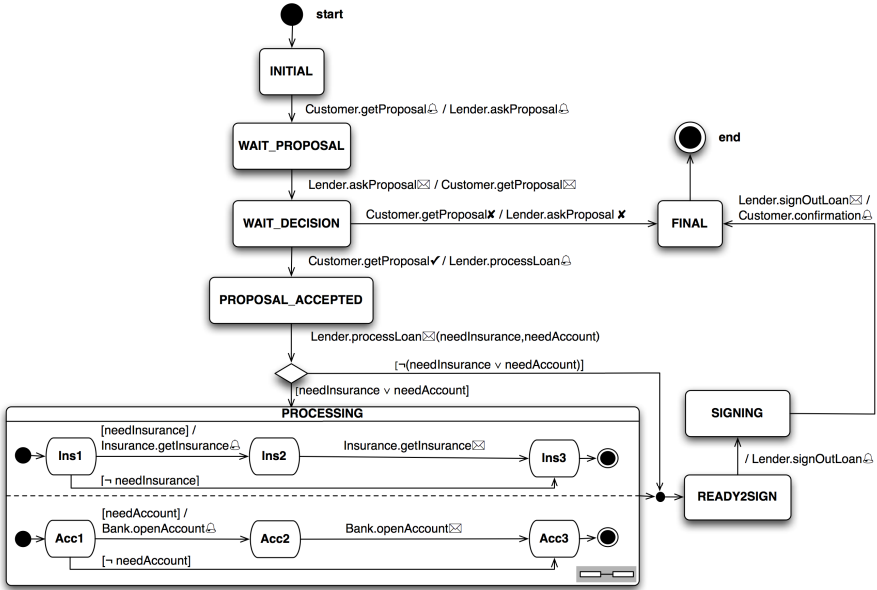 start
INITIAL
Customer.getProposal🔔 / Lender.askProposal🔔
WAIT_PROPOSAL
end
Lender.askProposal✉ / Customer.getProposal✉
Lender.signOutLoan✉ /
Customer.confirmation🔔
WAIT_DECISION
Customer.getProposal✘ / Lender.askProposal ✘
FINAL
Customer.getProposal✔/ Lender.processLoan🔔
PROPOSAL_ACCEPTED
Lender.processLoan✉(needInsurance,needAccount)
[¬(needInsurance ∨ needAccount)]
[needInsurance ∨ needAccount]
PROCESSING
SIGNING
[needInsurance] /
Insurance.getInsurance🔔
Insurance.getInsurance✉
Ins1
Ins2
Ins3
/ Lender.signOutLoan🔔
[¬ needInsurance]
READY2SIGN
[needAccount] /
Bank.openAccount🔔
Bank.openAccount✉
Acc1
Acc2
Acc3
[¬ needAccount]